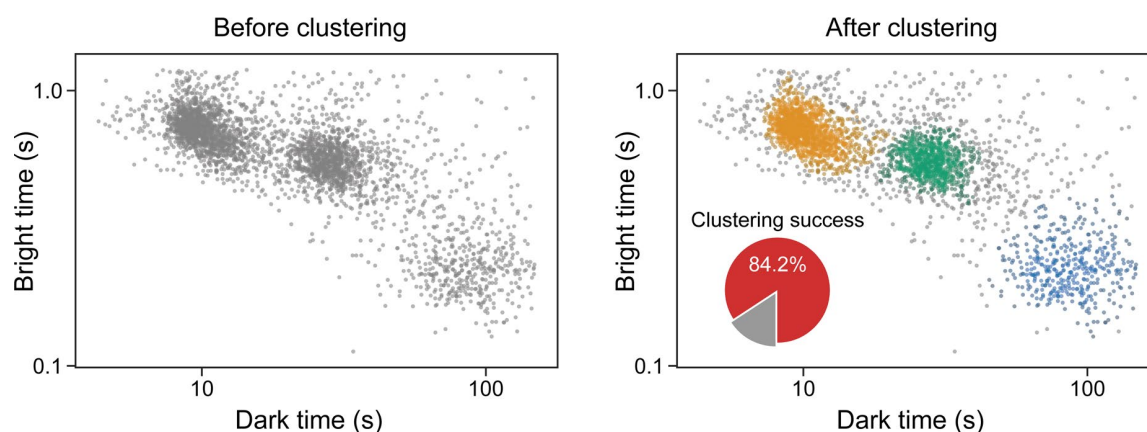 Before clustering
Bright time (s)
1.0
0.1
10
100
Dark time (s)
After clustering
Bright time (s)
1.0
0.1
Clustering success
84.2%
10
100
Dark time (s)